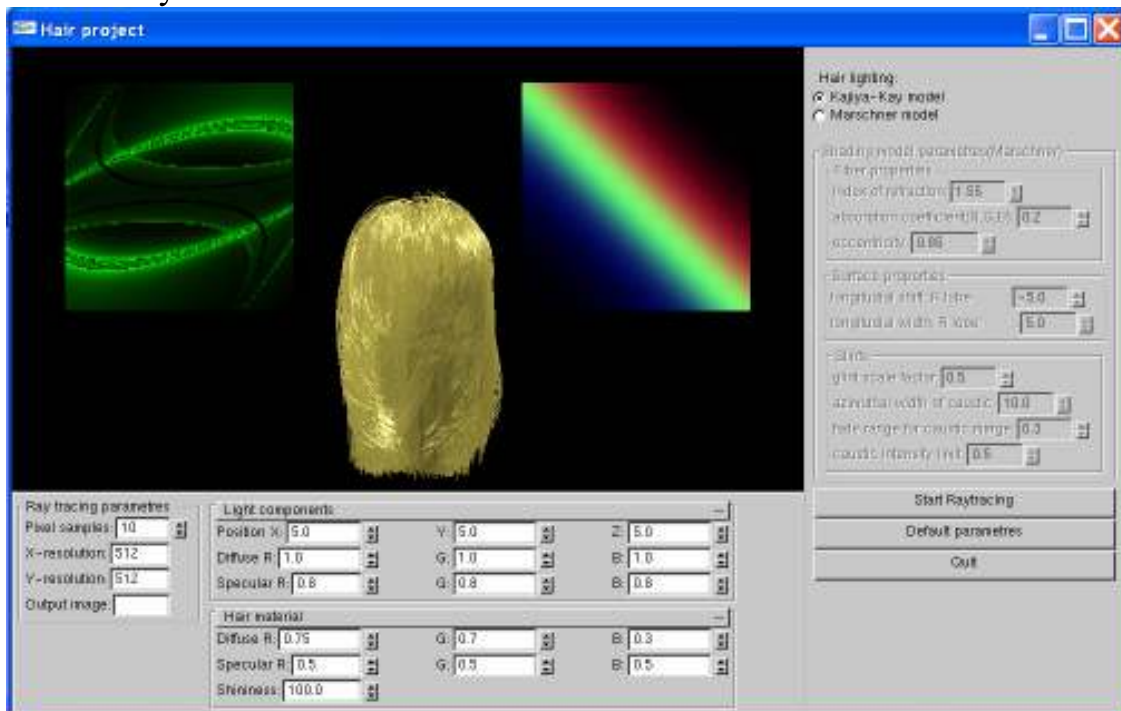 Hair project
Hair lighting:
Kajiya-Kay model
Marschner model
Shading model parametres(Marschner)
Fiber properties
index of refraction: 1.55
absorption coefficient(R,G,B): 0.2
eccentricity: 0.85
Surface properties
longitudial shift: R lobe: -5.0
longitudial width: R lobe: 5.0
Glints
glint scale factor: 0.5
azimuthal width of caustic: 10.0
fade range for caustic merge: 0.3
caustic intensity limit: 0.5
Start Raytracing
Default parametres
Quit
Ray tracing parametres
Pixel samples: 10
X-resolution: 512
Y-resolution: 512
Output image:
Light components
Position X: 5.0 Y: 5.0 Z: 5.0
Diffuse R: 1.0 G: 1.0 B: 1.0
Specular R: 0.8 G: 0.8 B: 0.8
Hair material
Diffuse R: 0.75 G: 0.7 B: 0.3
Specular R: 0.5 G: 0.5 B: 0.5
Shininess: 100.0